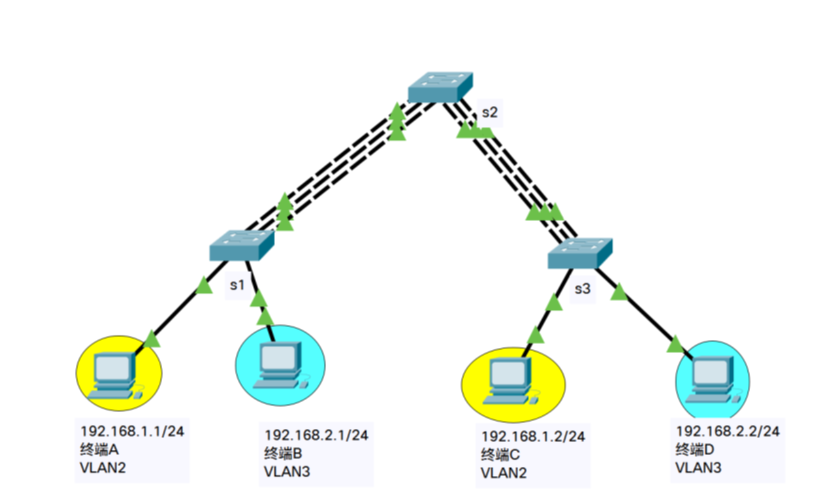 s2
s1
s3
192.168.1.1/24
终端A
VLAN2
192.168.2.1/24
终端B
VLAN3
192.168.1.2/24
终端C
VLAN2
192.168.2.2/24
终端D
VLAN3